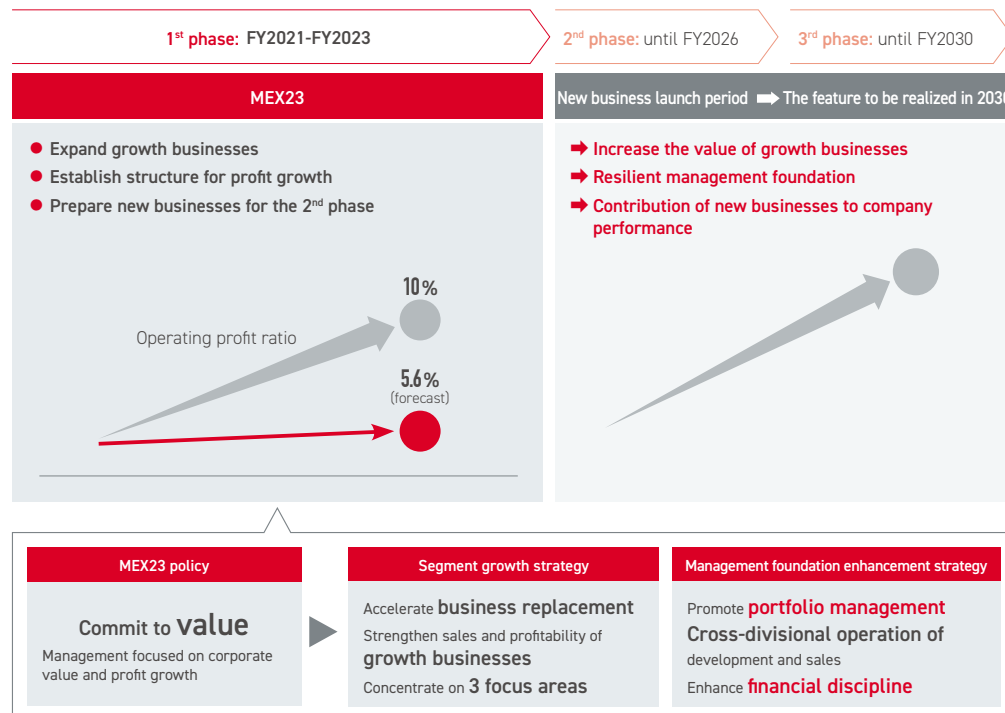 1st phase: FY2021-FY2023
2nd phase: until FY2026
3rd phase: until FY2030
MEX23
New business launch period ➡ The feature to be realized in 2030
● Expand growth businesses
● Establish structure for profit growth
● Prepare new businesses for the 2nd phase
➡ Increase the value of growth businesses
➡ Resilient management foundation
➡ Contribution of new businesses to company
performance
10%
Operating profit ratio
5.6%
(forecast)
MEX23 policy
Commit to value
Management focused on corporate
value and profit growth
Segment growth strategy
Accelerate business replacement
Strengthen sales and profitability of
growth businesses
Concentrate on 3 focus areas
Management foundation enhancement strategy
Promote portfolio management
Cross-divisional operation of
development and sales
Enhance financial discipline